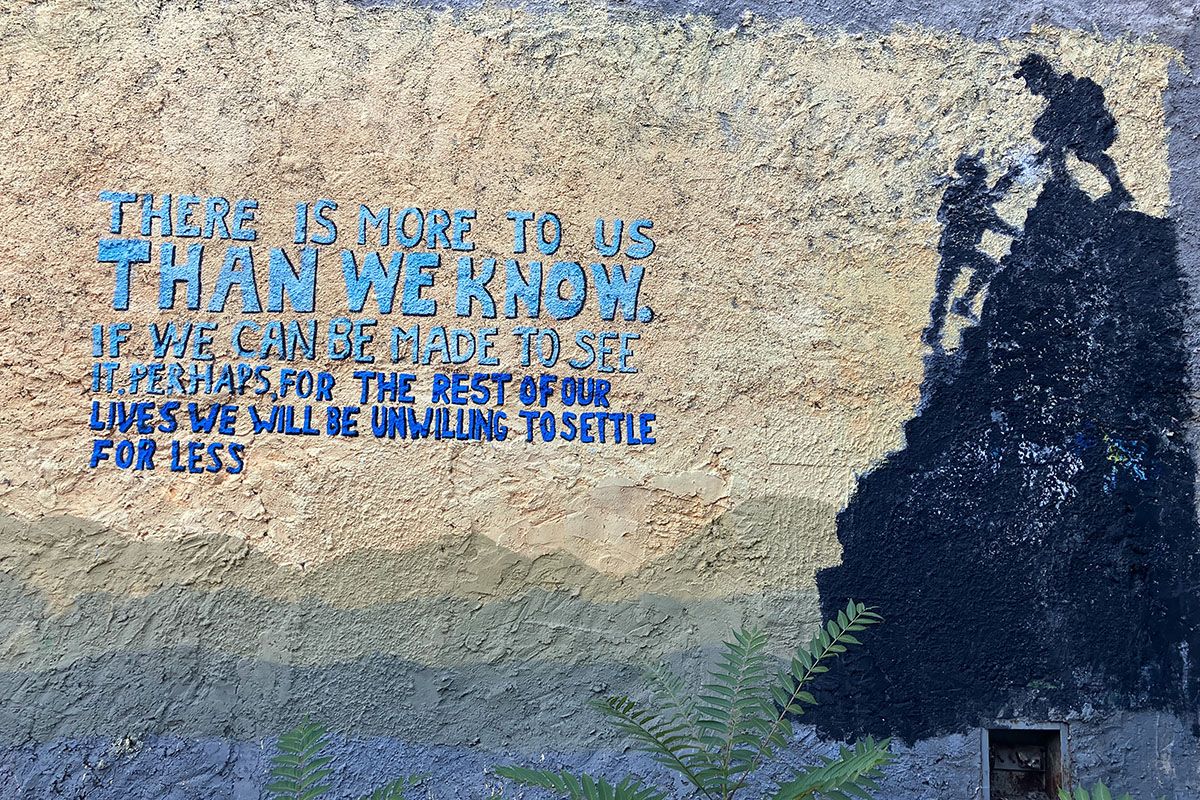 THERE IS MORE TO US
THAN WE KNOW.
IF WE CAN BE MADE TO SEE
IT. PERHAPS, FOR THE REST OF OUR
LIVES WE WILL BE UNWILLING TO SETTLE
FOR LESS